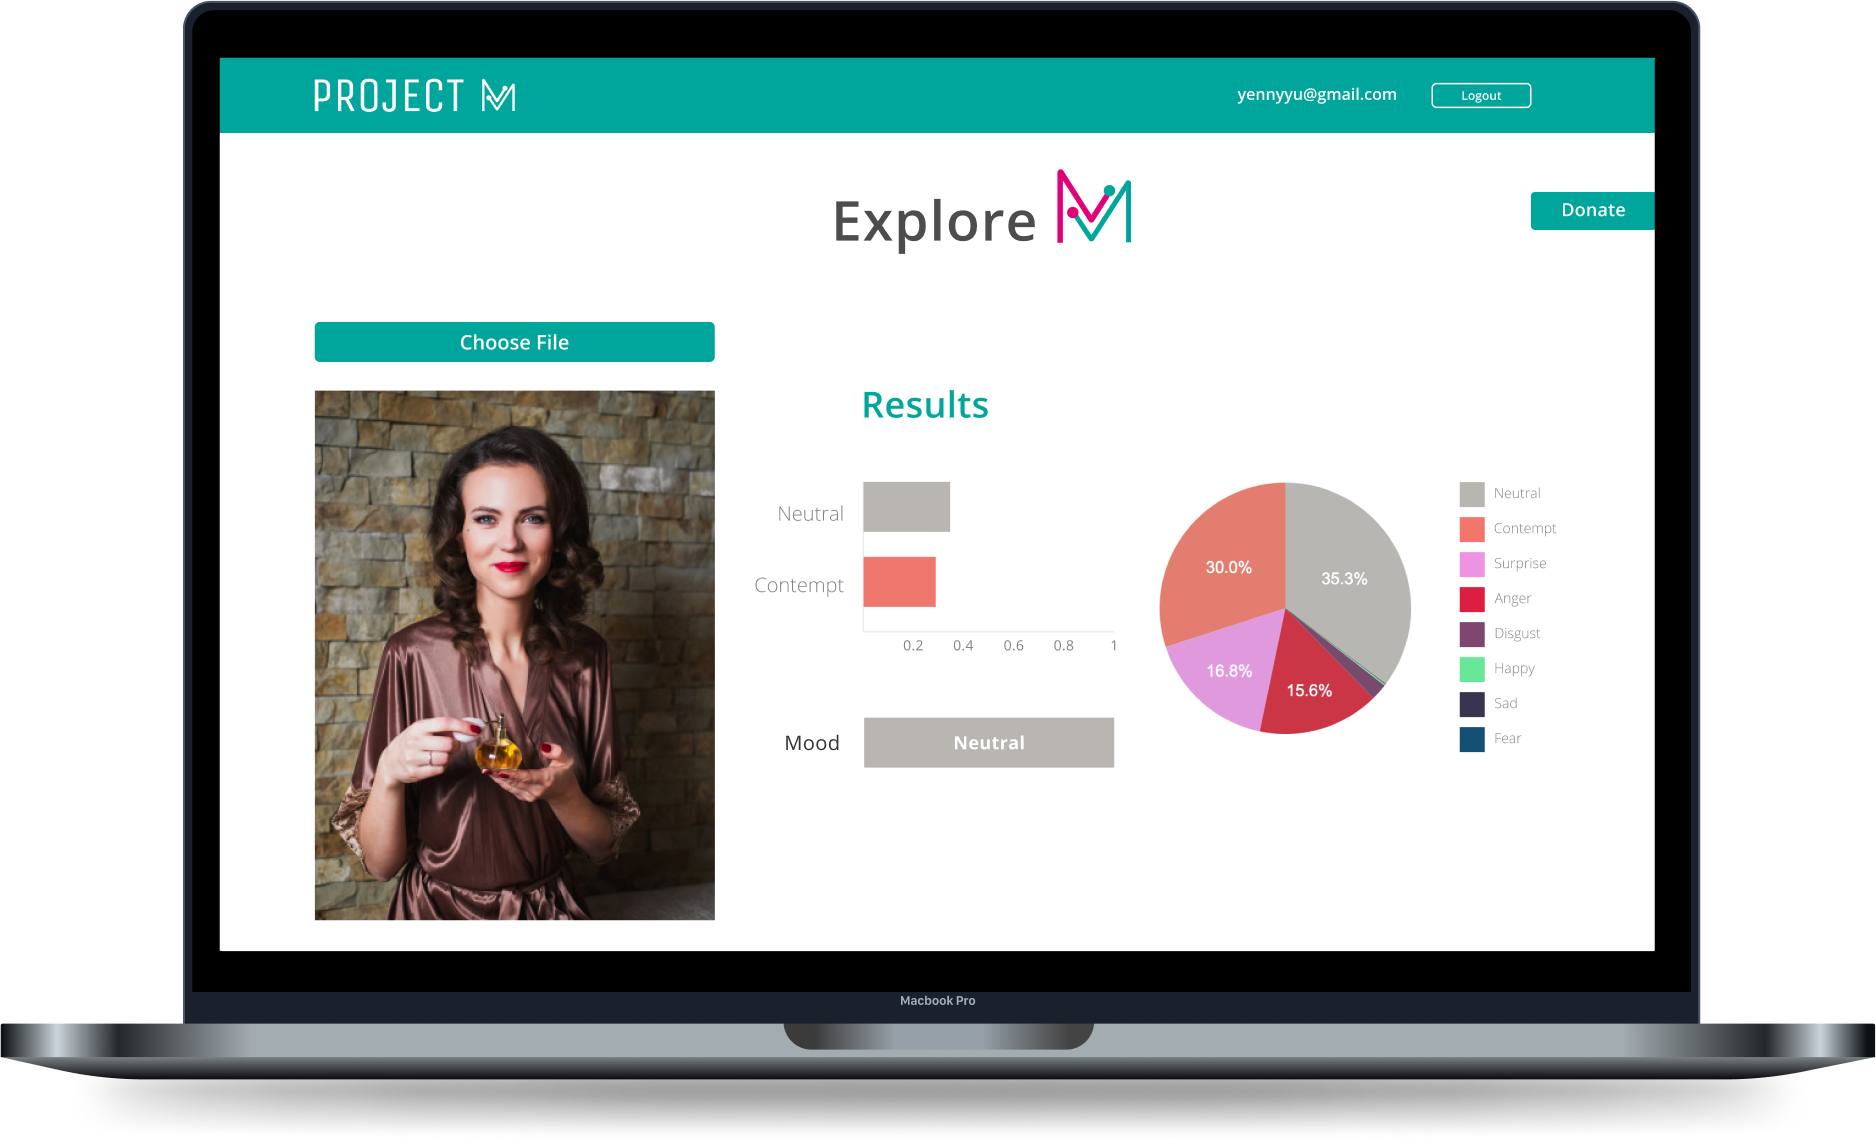 PROJECT M
yennyyu@gmail.com
Logout
Explore M
Donate
Choose File
Results
Neutral
Contempt
0.2 0.4 0.6 0.8 1
Mood
Neutral
30.0%
35.3%
16.8%
15.6%
Neutral
Contempt
Surprise
Anger
Disgust
Happy
Sad
Fear
Macbook Pro